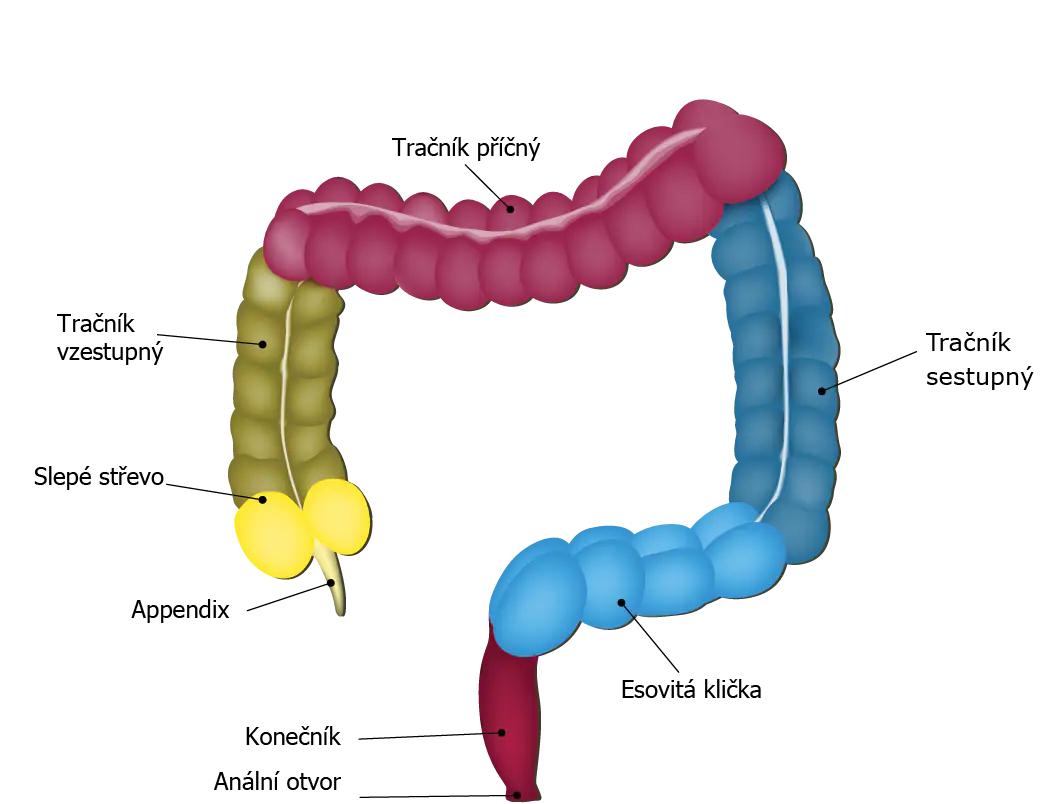 Tračník příčný
Tračník
vzestupný
Tračník
sestupný
Slepé střevo
Appendix
Esovitá klička
Konečník
Anální otvor